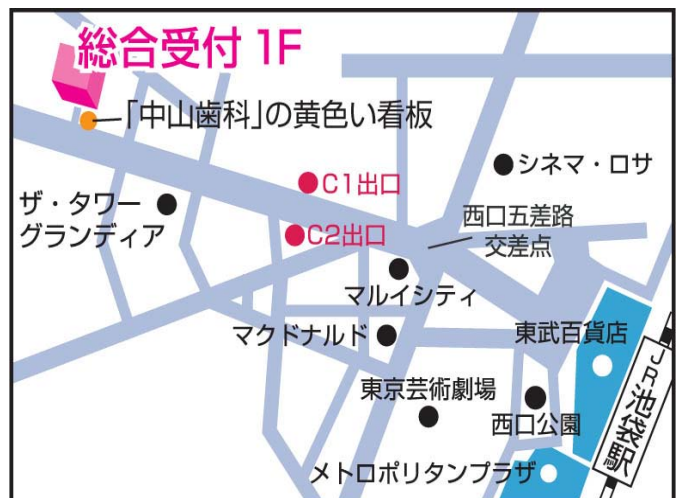 総合受付 1F
「中山歯科」の黄色い看板
シネマ・ロサ
C1出口
ザ・タワー
グランディア
C2出口
西口五差路
交差点
マルイシティ
マクドナルド
東武百貨店
JR池袋駅
東京芸術劇場
西口公園
メトロポリタンプラザ